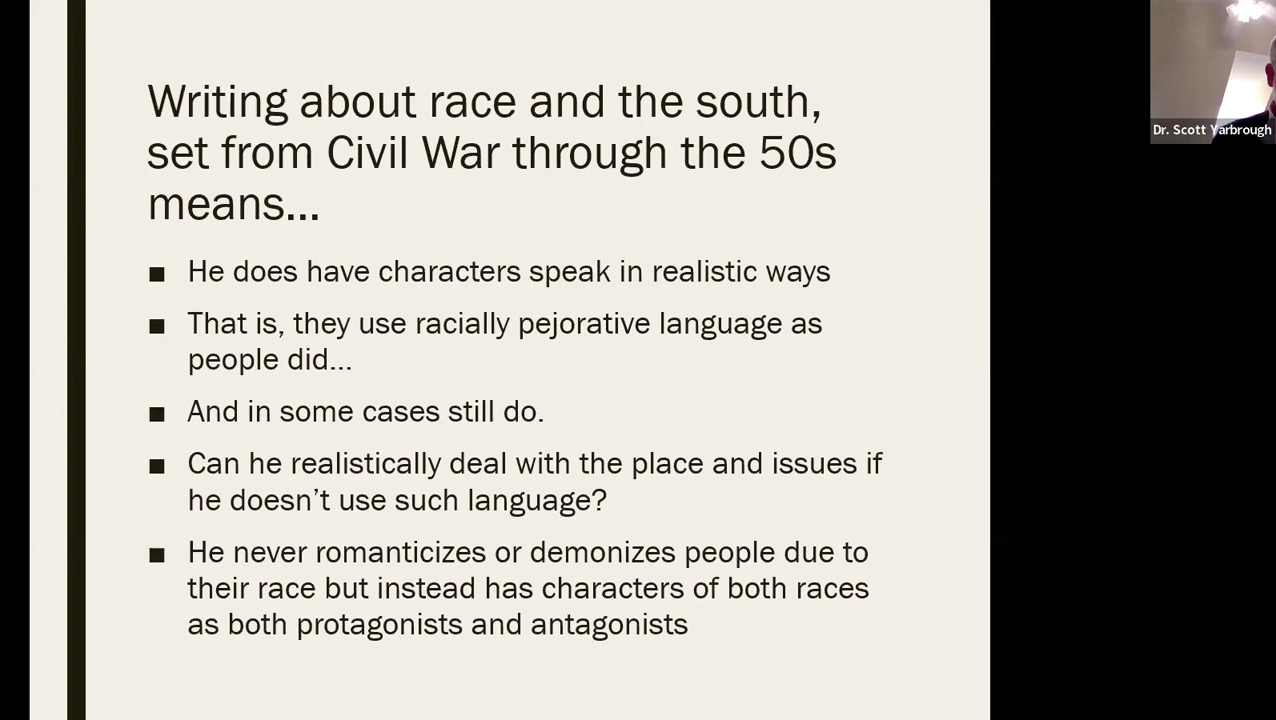 Writing about race and the south,
set from Civil War through the 50s
means...
■ He does have characters speak in realistic ways
■ That is, they use racially pejorative language as
people did...
■ And in some cases still do.
■ Can he realistically deal with the place and issues if
he doesn't use such language?
■ He never romanticizes or demonizes people due to
their race but instead has characters of both races
as both protagonists and antagonists
Dr. Scott Yarbrough